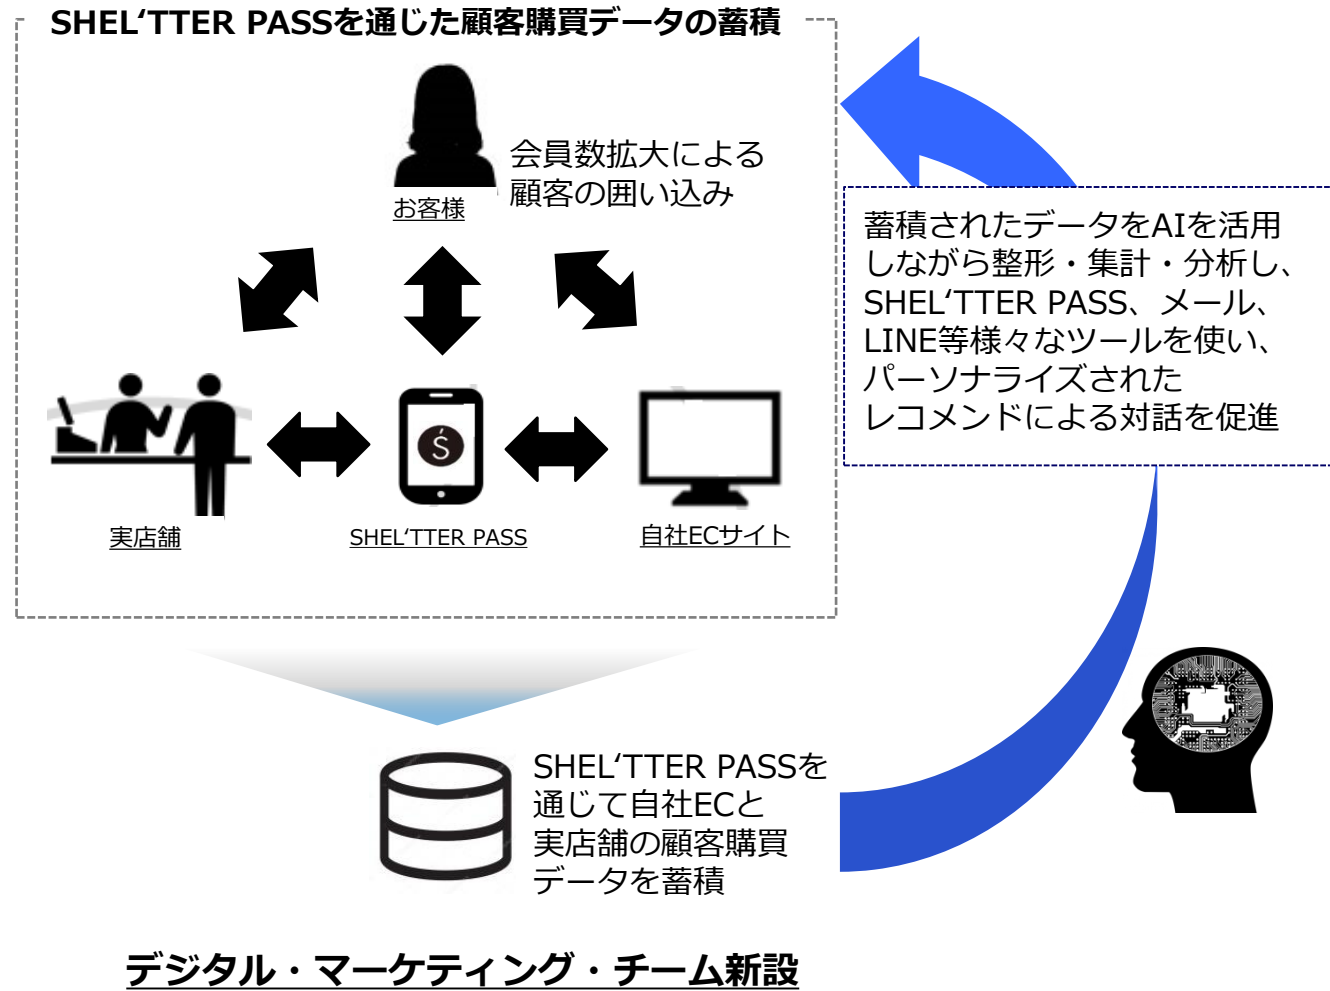 SHEL‘TTER PASSを通じた顧客購買データの蓄積
会員数拡大による
顧客の囲い込み
お客様
蓄積されたデータをAIを活用
しながら整形・集計・分析し、
SHEL‘TTER PASS、メール、
LINE等様々なツールを使い、
パーソナライズされた
レコメンドによる対話を促進
Ś
実店舗
SHEL‘TTER PASS
自社ECサイト
SHEL‘TTER PASSを
通じて自社ECと
実店舗の顧客購買
データを蓄積
デジタル・マーケティング・チーム新設